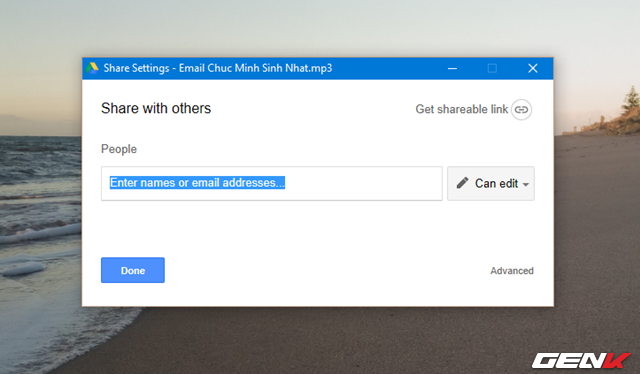 Share Settings - Email Chuc Minh Sinh Nhat.mp3
Share with others
Get shareable link
People
Enter names or email addresses...
Can edit
Done
Advanced
GENK